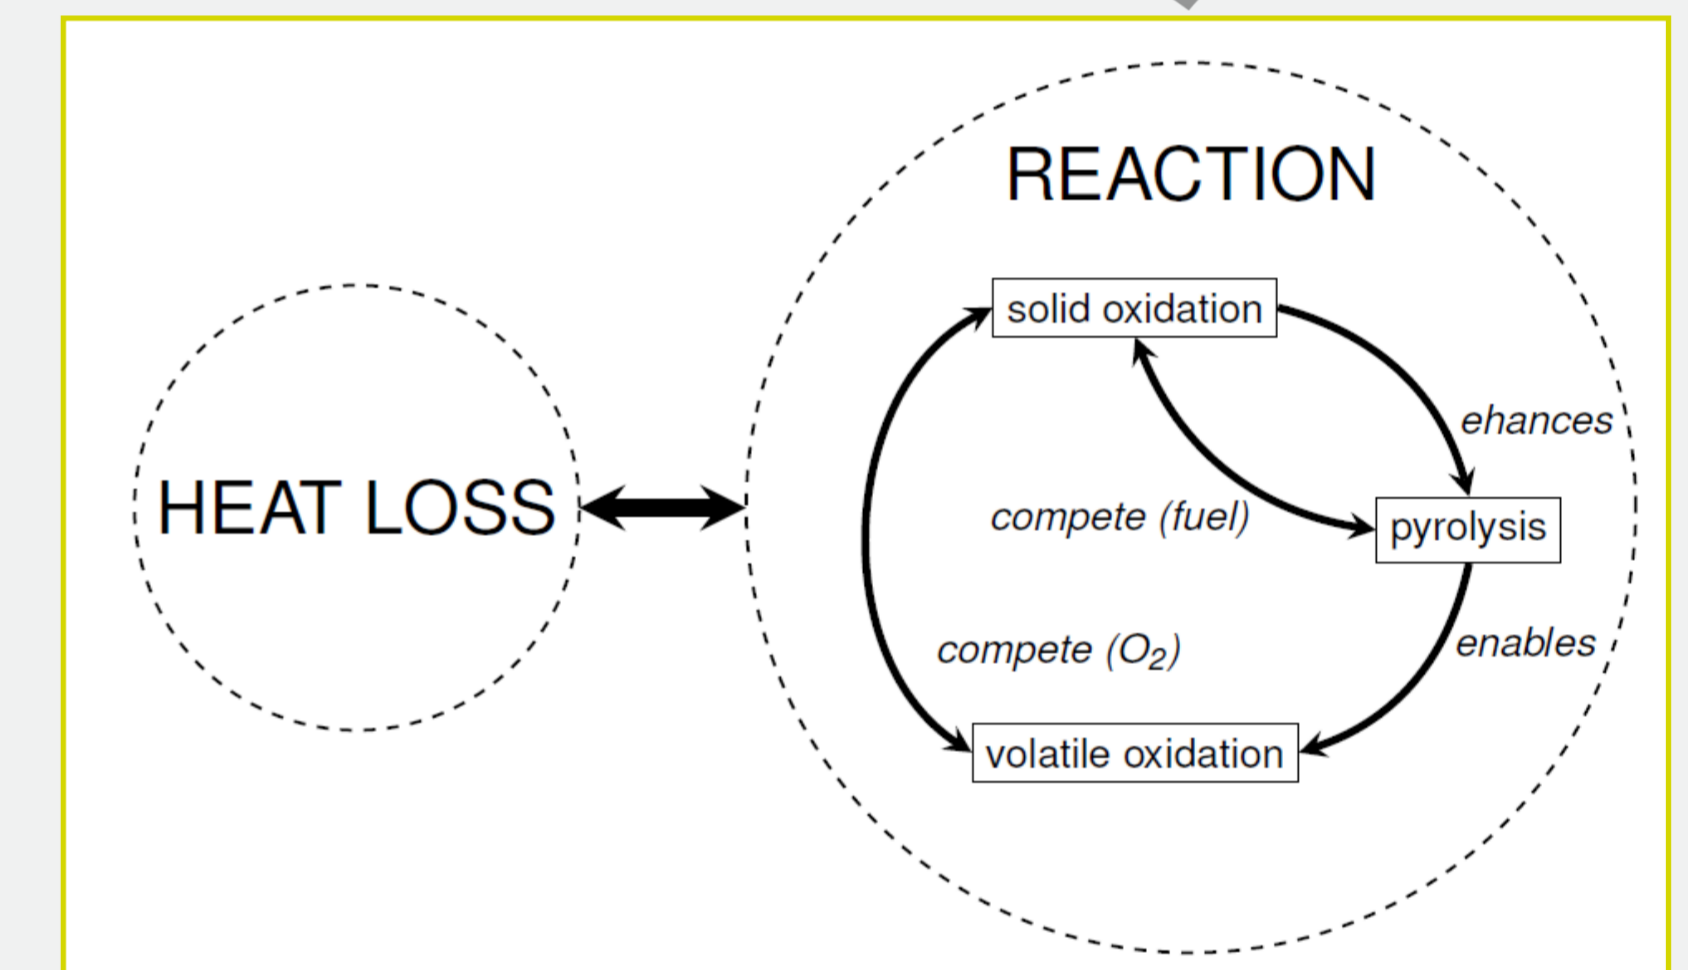 REACTION
solid oxidation
ehances
HEAT LOSS
compete (fuel)
pyrolysis
compete (O₂)
enables
volatile oxidation